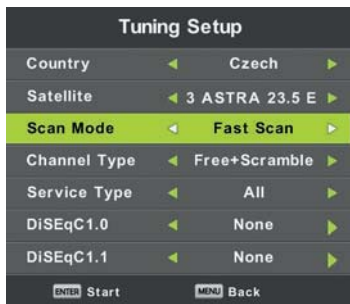 Tuning Setup
Country Czech
Satellite 3 ASTRA 23.5 E
Scan Mode Fast Scan
Channel Type Free+Scramble
Service Type All
DiSEqC1.0 None
DiSEqC1.1 None
ENTER Start MENU Back